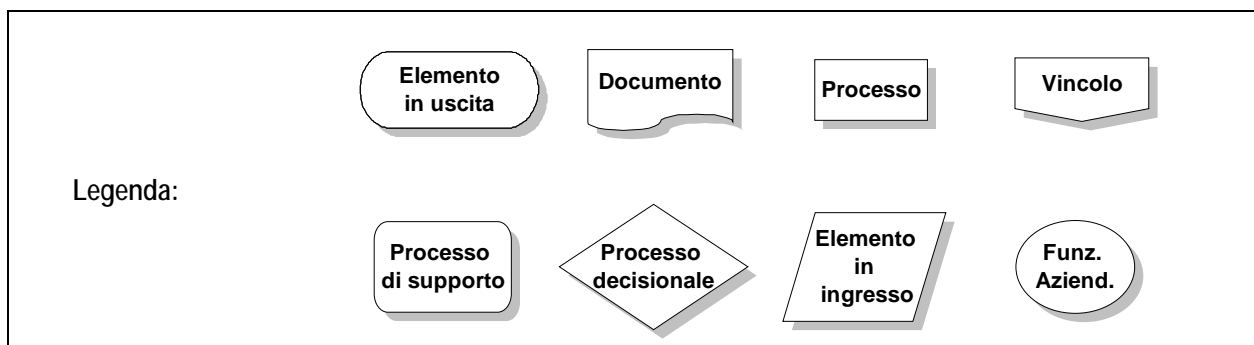 Elemento
in uscita
Documento
Processo
Vincolo
Legenda:
Processo
di supporto
Processo
decisionale
Elemento
in
ingresso
Funz.
Aziend.